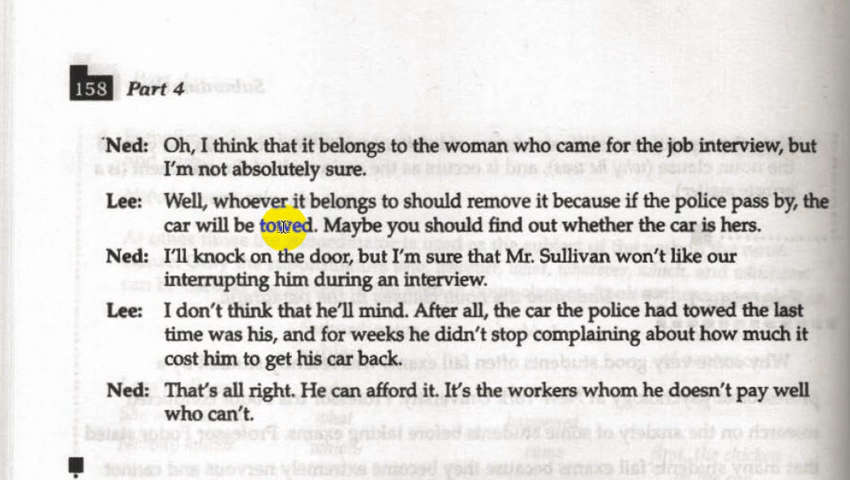 158 Part 4
Ned: Oh, I think that it belongs to the woman who came for the job interview, but
I'm not absolutely sure.
Lee: Well, whoever it belongs to should remove it because if the police pass by, the
car will be towed. Maybe you should find out whether the car is hers.
Ned: I'll knock on the door, but I'm sure that Mr. Sullivan won't like our
interrupting him during an interview.
Lee: I don't think that he'll mind. After all, the car the police had towed the last
time was his, and for weeks he didn't stop complaining about how much it
cost him to get his car back.
Ned: That's all right. He can afford it. It's the workers whom he doesn't pay well
who can't.